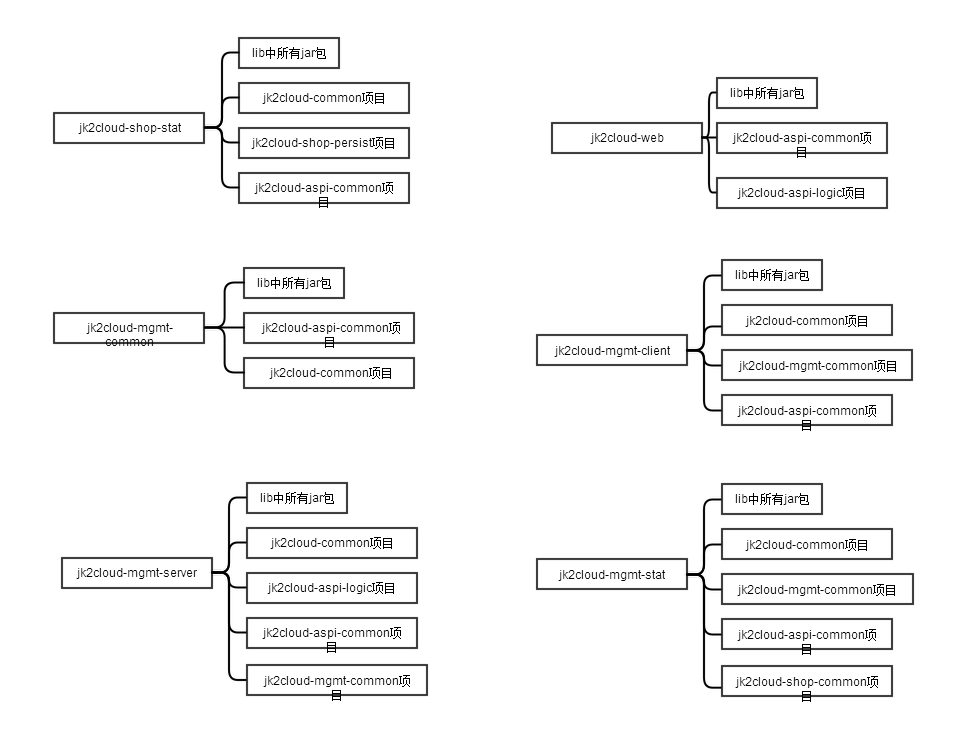 lib中所有jar包
jk2cloud-common项目
jk2cloud-shop-stat
jk2cloud-shop-persist项目
jk2cloud-aspi-common项
目
lib中所有jar包
jk2cloud-web
jk2cloud-aspi-common项
目
jk2cloud-aspi-logic项目
lib中所有jar包
jk2cloud-mgmt-
common
jk2cloud-aspi-common项
目
jk2cloud-common项目
lib中所有jar包
jk2cloud-common项目
jk2cloud-mgmt-client
jk2cloud-mgmt-common项目
jk2cloud-aspi-common项
目
lib中所有jar包
jk2cloud-common项目
jk2cloud-mgmt-server
jk2cloud-aspi-logic项目
jk2cloud-aspi-common项
目
jk2cloud-mgmt-common项
目
lib中所有jar包
jk2cloud-common项目
jk2cloud-mgmt-stat
jk2cloud-mgmt-common项目
jk2cloud-aspi-common项
目
jk2cloud-shop-common项
目